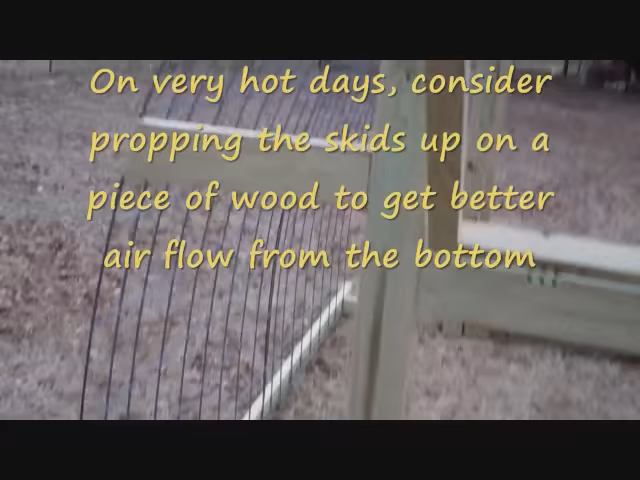 On very hot days, consider
propping the skids up on a
piece of wood to get better
air flow from the bottom